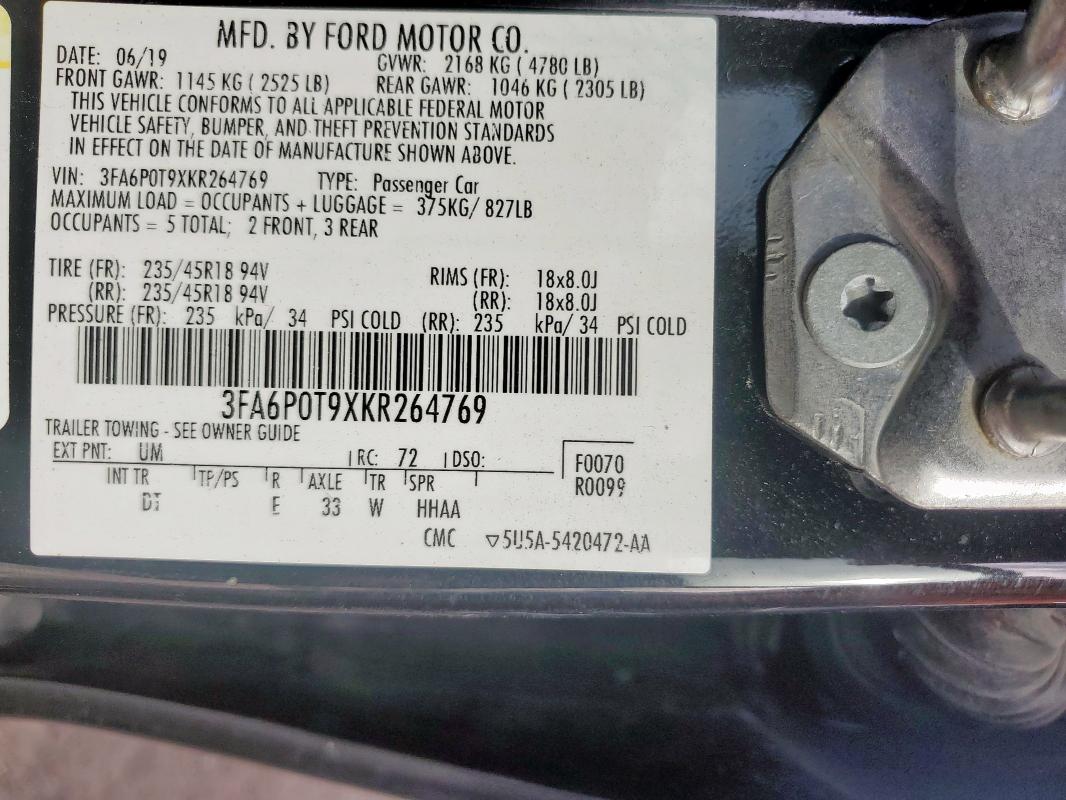 MFD. BY FORD MOTOR CO.
DATE: 06/19 GVWR: 2168 KG ( 4780 LB)
FRONT GAWR: 1145 KG ( 2525 LB) REAR GAWR: 1046 KG ( 2305 LB)
THIS VEHICLE CONFORMS TO ALL APPLICABLE FEDERAL MOTOR
VEHICLE SAFETY, BUMPER, AND THEFT PREVENTION STANDARDS
IN EFFECT ON THE DATE OF MANUFACTURE SHOWN ABOVE.
VIN: 3FA6P0T9XKR264769 TYPE: Passenger Car
MAXIMUM LOAD = OCCUPANTS + LUGGAGE = 375KG/ 827LB
OCCUPANTS = 5 TOTAL; 2 FRONT, 3 REAR
TIRE (FR): 235/45R18 94V RIMS (FR): 18x8.0J
(RR): 235/45R18 94V (RR): 18x8.0J
PRESSURE (FR): 235 kPa/ 34 PSI COLD (RR): 235 kPa/ 34 PSI COLD
3FA6P0T9XKR264769
TRAILER TOWING - SEE OWNER GUIDE
EXT PNT: UM RC: 72 DSO: F0070
INT TR TP/PS R AXLE TR SPR R0099
DT E 33 W HHAA
CMC ▽5U5A-5420472-AA